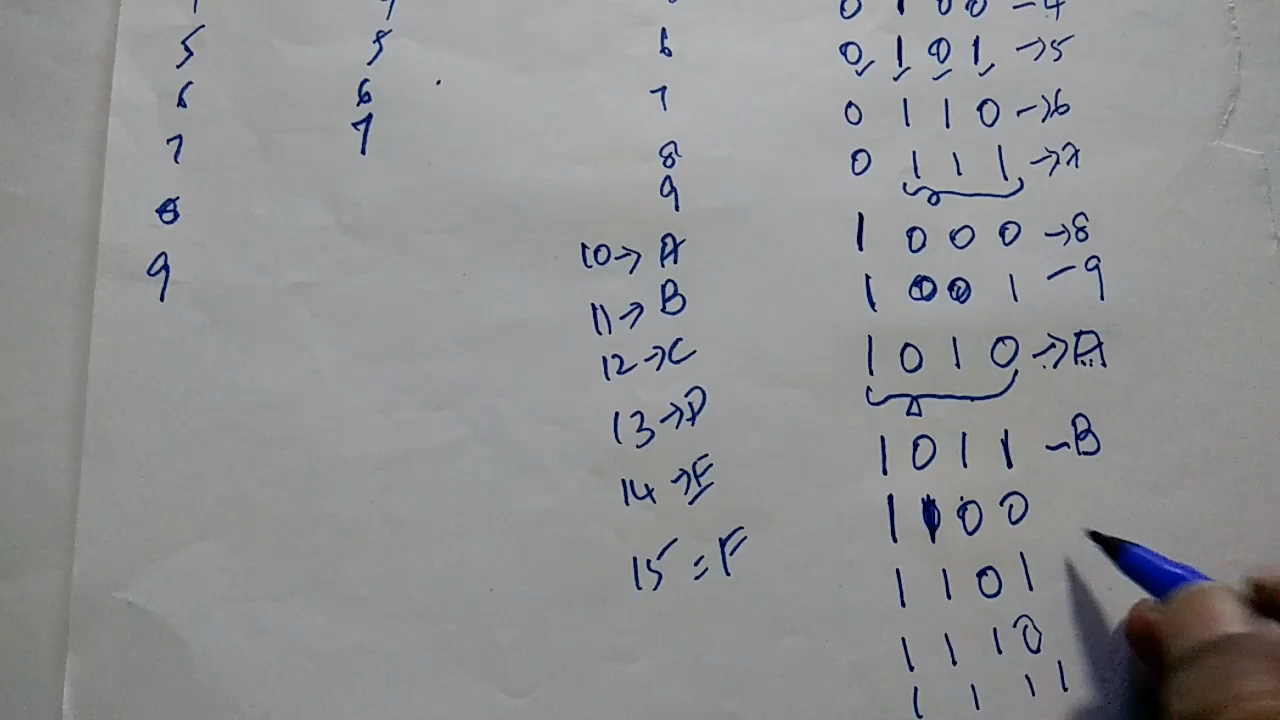 0 1 0 0 - 4
5 5 6 0 1 0 1 → 5
6 6 7 0 1 1 0 → 6
7 7 8 0 1 1 1 → 7
8 9 1 0 0 0 → 8
9 10 → A 1 0 0 1 - 9
11 → B 1 0 1 0 → A
12 → C
13 → D 1 0 1 1 - B
14 → E 1 1 0 0
15 = F 1 1 0 1
1 1 1 0
1 1 1 1